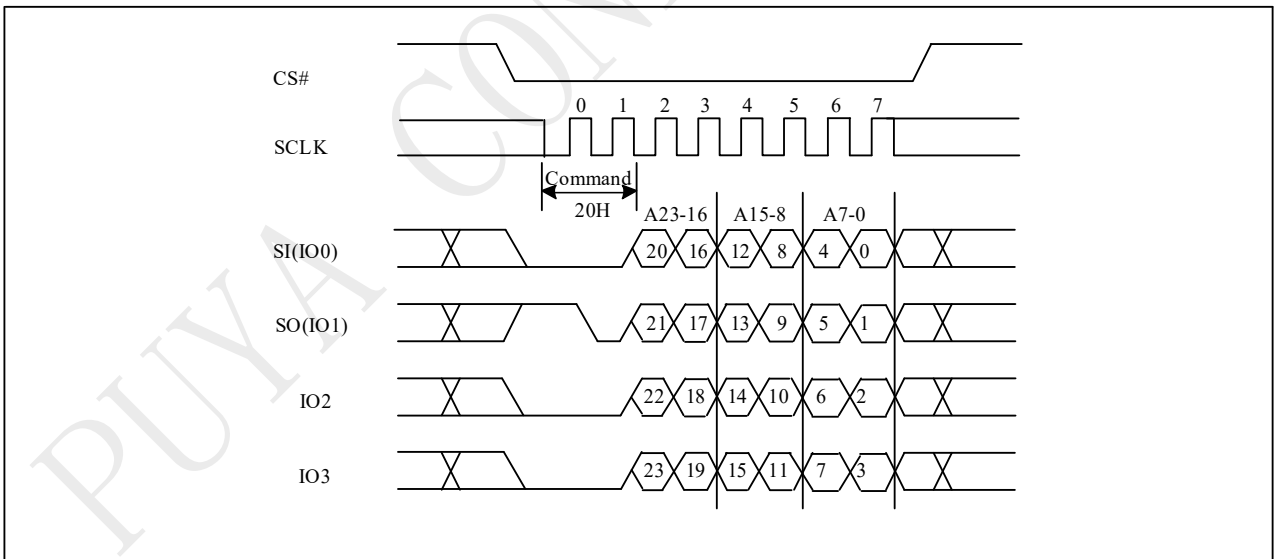 PUYA CON
CS#
0 1 2 3 4 5 6 7
SCLK
Command
20H
A23-16 A15-8 A7-0
SI(IO0) 20 16 12 8 4 0
SO(IO1) 21 17 13 9 5 1
IO2 22 18 14 10 6 2
IO3 23 19 15 11 7 3